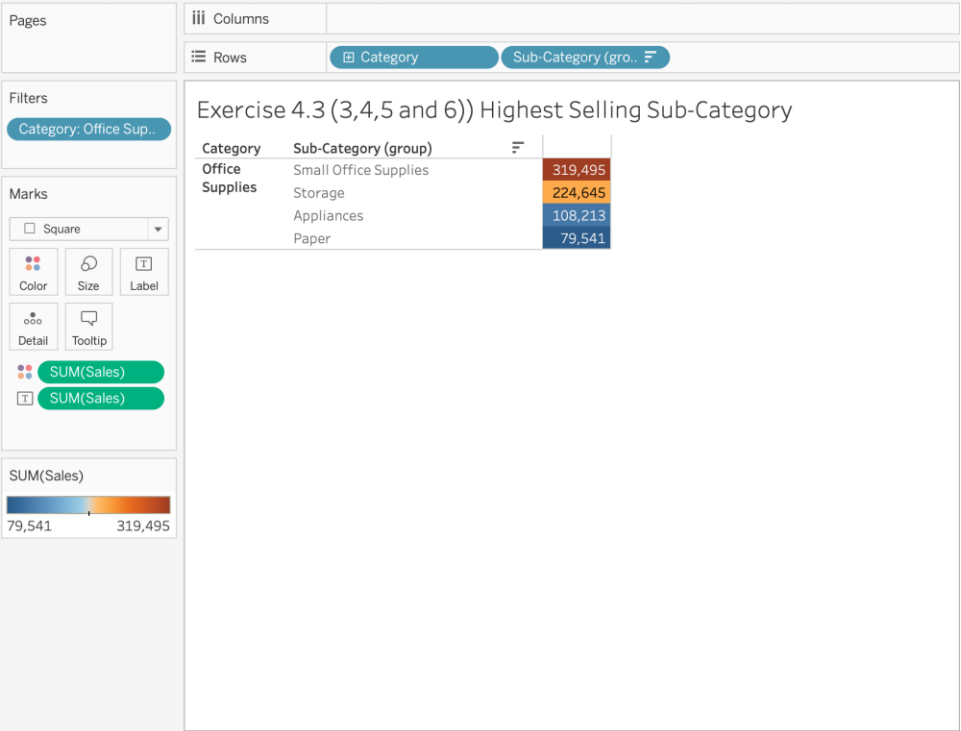 Pages
Columns
Rows
Category
Sub-Category (gro..
Filters
Category: Office Sup..
Marks
Square
Color
Size
Label
Detail
Tooltip
SUM(Sales)
SUM(Sales)
SUM(Sales)
79,541
319,495
Exercise 4.3 (3,4,5 and 6)) Highest Selling Sub-Category
Category Sub-Category (group)
Office Supplies
Small Office Supplies 319,495
Storage 224,645
Appliances 108,213
Paper 79,541